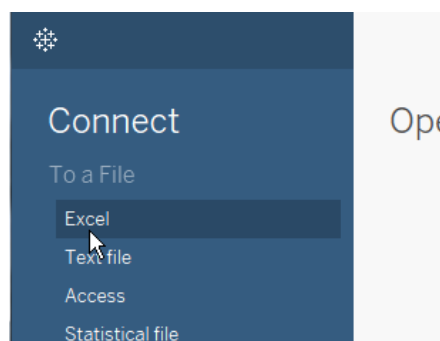 Connect
Ope
To a File
Excel
Text file
Access
Statistical file